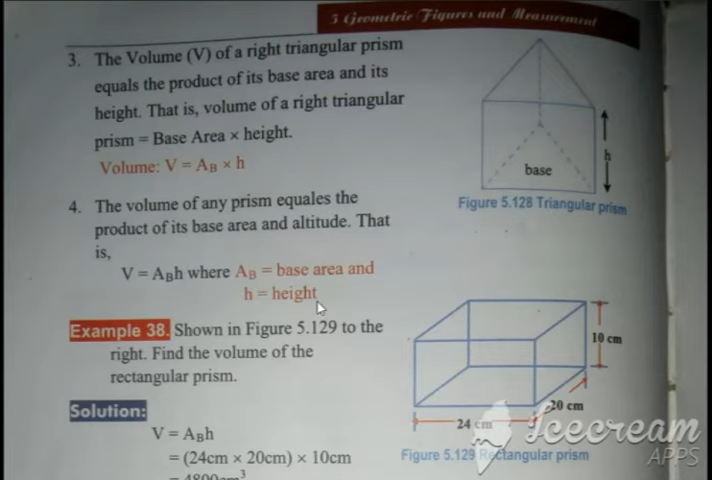 5 Geometric Figures and Measurement
3. The Volume (V) of a right triangular prism
equals the product of its base area and its
height. That is, volume of a right triangular
prism = Base Area × height.
Volume: V = AB × h
h
base
Figure 5.128 Triangular prism
4. The volume of any prism equales the
product of its base area and altitude. That
is,
V = ABh where AB = base area and
h = height
Example 38. Shown in Figure 5.129 to the
right. Find the volume of the
rectangular prism.
10 cm
20 cm
24 cm
Figure 5.129 Rectangular prism
Solution:
V = ABh
= (24cm × 20cm) × 10cm
= 4800cm³
Icecream
APPS